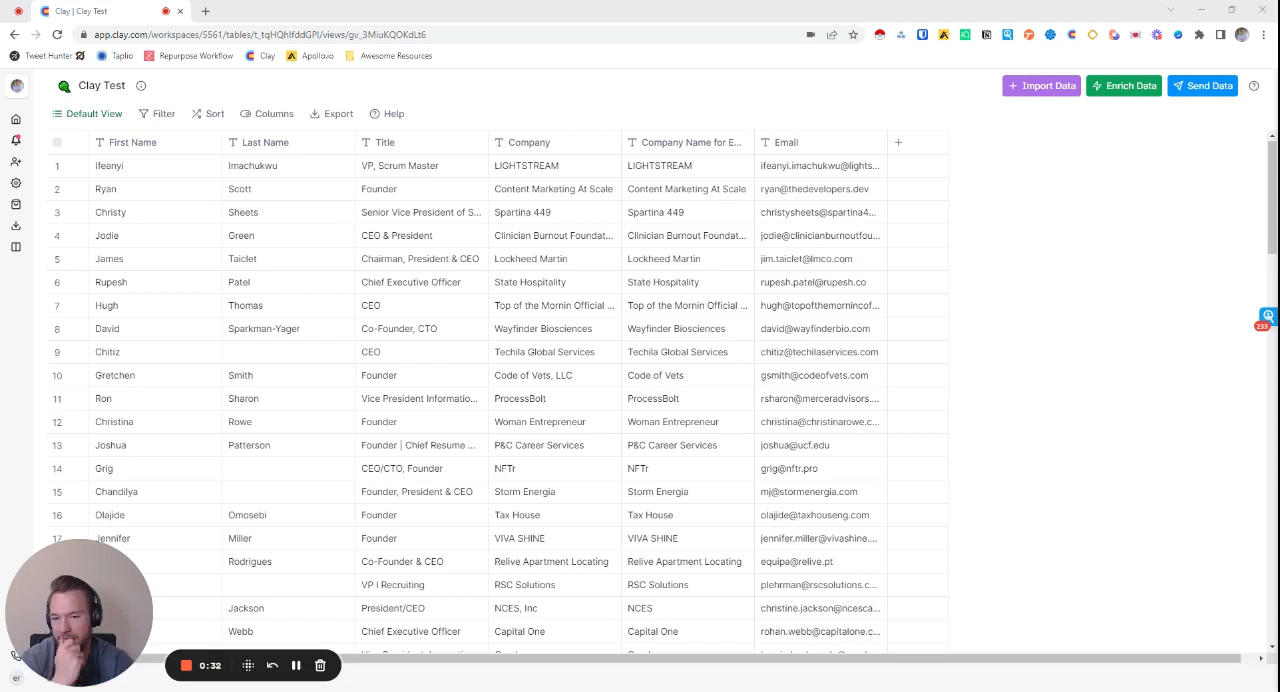 Clay | Clay Test
app.clay.com/workspaces/5561/tables/t_tqHQhIfddGPl/views/gv_3MiuKQOKdLt6
Tweet Hunter Taplio Repurpose Workflow Clay Apollo.io Awesome Resources
Clay Test Import Data Enrich Data Send Data
Default View Filter Sort Columns Export Help
First Name Last Name Title Company Company Name for E... Email
1 Ifeanyi Imachukwu VP, Scrum Master LIGHTSTREAM LIGHTSTREAM ifeanyi.imachukwu@lights...
2 Ryan Scott Founder Content Marketing At Scale Content Marketing At Scale ryan@thedevelopers.dev
3 Christy Sheets Senior Vice President of S... Spartina 449 Spartina 449 christysheets@spartina4...
4 Jodie Green CEO & President Clinician Burnout Foundat... Clinician Burnout Foundat... jodie@clinicianburnoutfou...
5 James Taiclet Chairman, President & CEO Lockheed Martin Lockheed Martin jim.taiclet@lmco.com
6 Rupesh Patel Chief Executive Officer State Hospitality State Hospitality rupesh.patel@rupesh.co
7 Hugh Thomas CEO Top of the Mornin Official ... Top of the Mornin Official ... hugh@topofthemornincof...
8 David Sparkman-Yager Co-Founder, CTO Wayfinder Biosciences Wayfinder Biosciences david@wayfinderbio.com
233
9 Chitiz CEO Techila Global Services Techila Global Services chitiz@techilaservices.com
10 Gretchen Smith Founder Code of Vets, LLC Code of Vets gsmith@codeofvets.com
11 Ron Sharon Vice President Informatio... ProcessBolt ProcessBolt rsharon@merceradvisors....
12 Christina Rowe Founder Woman Entrepreneur Woman Entrepreneur christina@christinarowe.c...
13 Joshua Patterson Founder | Chief Resume ... P&C Career Services P&C Career Services joshua@ucf.edu
14 Grig CEO/CTO, Founder NFTr NFTr grig@nftr.pro
15 Chandilya Founder, President & CEO Storm Energia Storm Energia mj@stormenergia.com
16 Olajide Omosebi Founder Tax House Tax House olajide@taxhouseng.com
17 Jennifer Miller Founder VIVA SHINE VIVA SHINE jennifer.miller@vivashine....
Rodrigues Co-Founder & CEO Relive Apartment Locating Relive Apartment Locating equipa@relive.pt
VP | Recruiting RSC Solutions RSC Solutions plehrman@rscsolutions.c...
Jackson President/CEO NCES, Inc NCES christine.jackson@ncesca...
Webb Chief Executive Officer Capital One Capital One rohan.webb@capitalone.c...
0:32
er